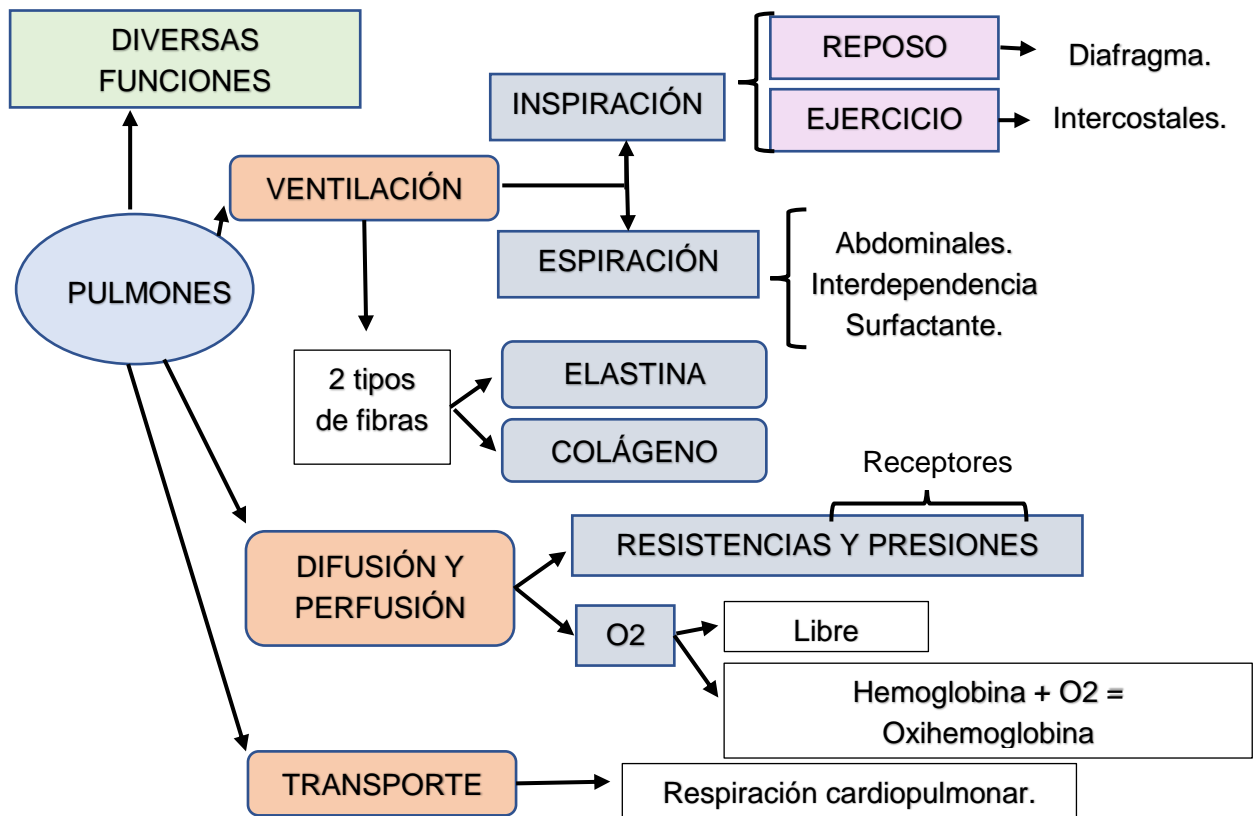 DIVERSAS
FUNCIONES
REPOSO
Diafragma.
INSPIRACIÓN
EJERCICIO
Intercostales.
VENTILACIÓN
PULMONES
ESPIRACIÓN
Abdominales.
Interdependencia
Surfactante.
2 tipos
de fibras
ELASTINA
COLÁGENO
Receptores
DIFUSIÓN Y
PERFUSIÓN
RESISTENCIAS Y PRESIONES
O2
Libre
Hemoglobina + O2 =
Oxihemoglobina
TRANSPORTE
Respiración cardiopulmonar.